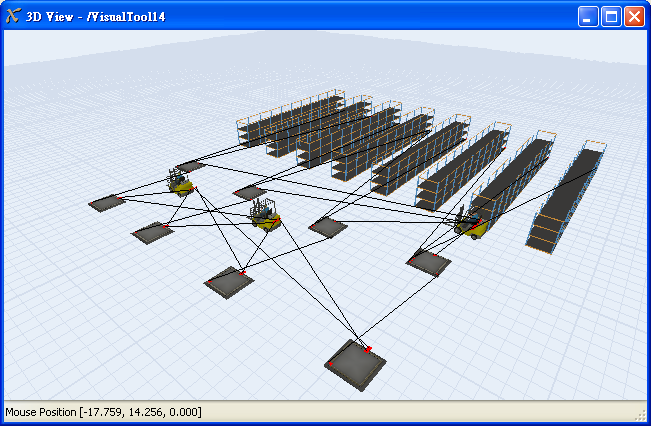 3D View - /VisualTool14
Mouse Position [-17.759, 14.256, 0.000]